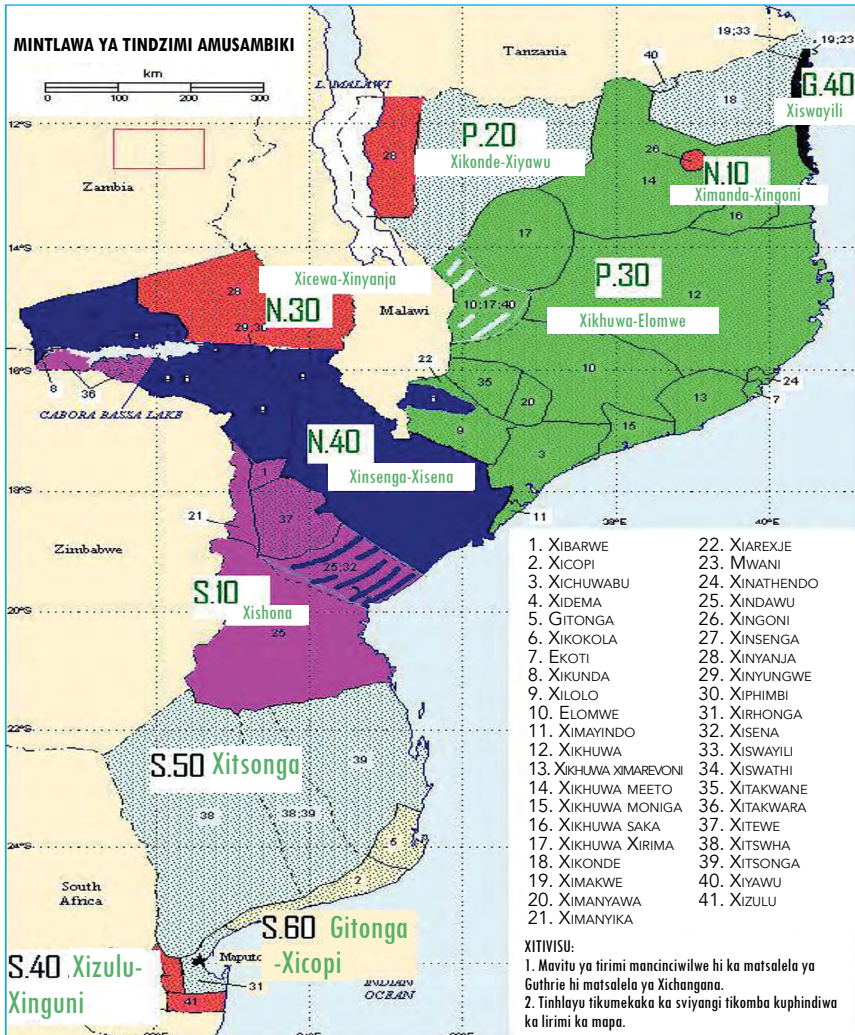 MINTLAWA YA TINDZIMI AMUSAMBIKI
km
0 100 200 300
Tanzania
19;33
19;23
40
L. MALAWI
G.40
Xiswayili
18
12°S
P.20
Xikonde-Xiyawu
28
26
N.10
Ximanda-Xingoni
14
16
Zambia
14°S
17
Xicewa-Xinyanja
28
N.30
29;30
Malawi
P.30
12
10;17;40
Xikhuwa-Elomwe
22
16°S
8
36
CABORA BASSA LAKE
10
35
20
24
7
13
15
9
3
N.40
Xinsenga-Xisena
18°S
1
11
21
37
38°E
40°E
Zimbabwe
25;32
S.10
Xishona
20°S
25
22°S
S.50 Xitsonga
39
38
38;39
24°S
5
2
South
Africa
S.60 Gitonga
-Xicopi
S.40 Xizulu-
Xinguni
Maputo
31
41
INDIAN
OCEAN
1. XIBARWE
2. XICOPI
3. XICHUWABU
4. XIDEMA
5. GITONGA
6. XIKOKOLA
7. EKOTI
8. XIKUNDA
9. XILOLO
10. ELOMWE
11. XIMAYINDO
12. XIKHUWA
13. XIKHUWA XIMAREVONI
14. XIKHUWA MEETO
15. XIKHUWA MONIGA
16. XIKHUWA SAKA
17. XIKHUWA XIRIMA
18. XIKONDE
19. XIMAKWE
20. XIMANYAWA
21. XIMANYIKA
22. XIAREXJE
23. MWANI
24. XINATHENDO
25. XINDAWU
26. XINGONI
27. XINSENGA
28. XINYANJA
29. XINYUNGWE
30. XIPHIMBI
31. XIRHONGA
32. XISENA
33. XISWAYILI
34. XISWATHI
35. XITAKWANE
36. XITAKWARA
37. XITEWE
38. XITSWHA
39. XITSONGA
40. XIYAWU
41. XIZULU
XITIVISU:
1. Mavitu ya tirimi mancinciwilwe hi ka matsalela ya
Guthrie hi matsalela ya Xichangana.
2. Tinhlayu tikumekaka ka sviyangi tikomba kuphindiwa
ka lirimi ka mapa.